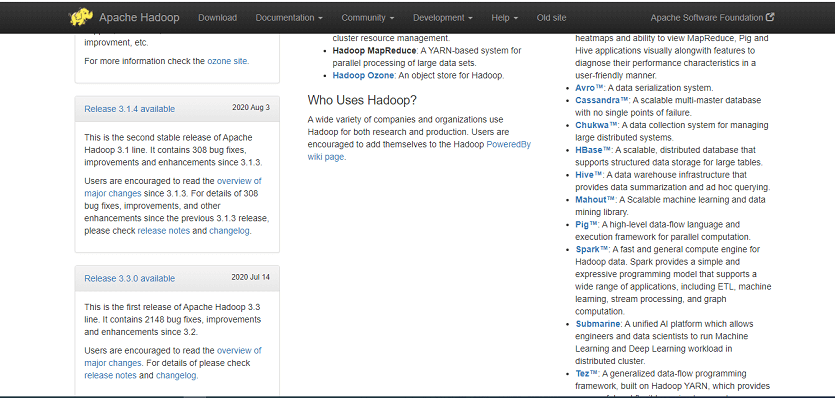 Apache Hadoop Download Documentation Community Development Help Old site Apache Software Foundation
improvment, etc.
For more information check the ozone site.
Release 3.1.4 available 2020 Aug 3
This is the second stable release of Apache
Hadoop 3.1 line. It contains 308 bug fixes,
improvements and enhancements since 3.1.3.
Users are encouraged to read the overview of
major changes since 3.1.3. For details of 308
bug fixes, improvements, and other
enhancements since the previous 3.1.3 release,
please check release notes and changelog.
Release 3.3.0 available 2020 Jul 14
This is the first release of Apache Hadoop 3.3
line. It contains 2148 bug fixes, improvements
and enhancements since 3.2.
Users are encouraged to read the overview of
major changes. For details of please check
release notes and changelog.
cluster resource management.
Hadoop MapReduce: A YARN-based system for
parallel processing of large data sets.
Hadoop Ozone: An object store for Hadoop.
Who Uses Hadoop?
A wide variety of companies and organizations use
Hadoop for both research and production. Users are
encouraged to add themselves to the Hadoop PoweredBy
wiki page.
heatmaps and ability to view MapReduce, Pig and
Hive applications visually alongwith features to
diagnose their performance characteristics in a
user-friendly manner.
Avro™: A data serialization system.
Cassandra™: A scalable multi-master database
with no single points of failure.
Chukwa™: A data collection system for managing
large distributed systems.
HBase™: A scalable, distributed database that
supports structured data storage for large tables.
Hive™: A data warehouse infrastructure that
provides data summarization and ad hoc querying.
Mahout™: A Scalable machine learning and data
mining library.
Pig™: A high-level data-flow language and
execution framework for parallel computation.
Spark™: A fast and general compute engine for
Hadoop data. Spark provides a simple and
expressive programming model that supports a
wide range of applications, including ETL, machine
learning, stream processing, and graph
computation.
Submarine: A unified AI platform which allows
engineers and data scientists to run Machine
Learning and Deep Learning workload in
distributed cluster.
Tez™: A generalized data-flow programming
framework, built on Hadoop YARN, which provides